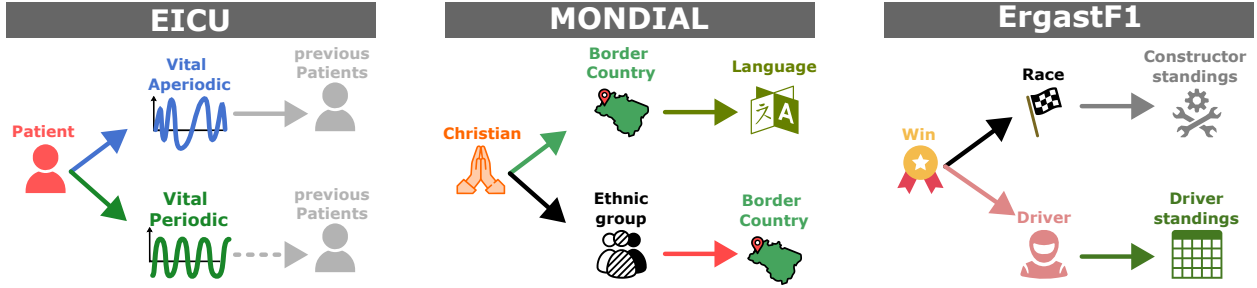 EICU
Patient
Vital
Aperiodic
previous
Patients
Vital
Periodic
previous
Patients
MONDIAL
Christian
Border
Country
Language
A
Ethnic
group
Border
Country
ErgastF1
Win
Race
Constructor
standings
Driver
Driver
standings